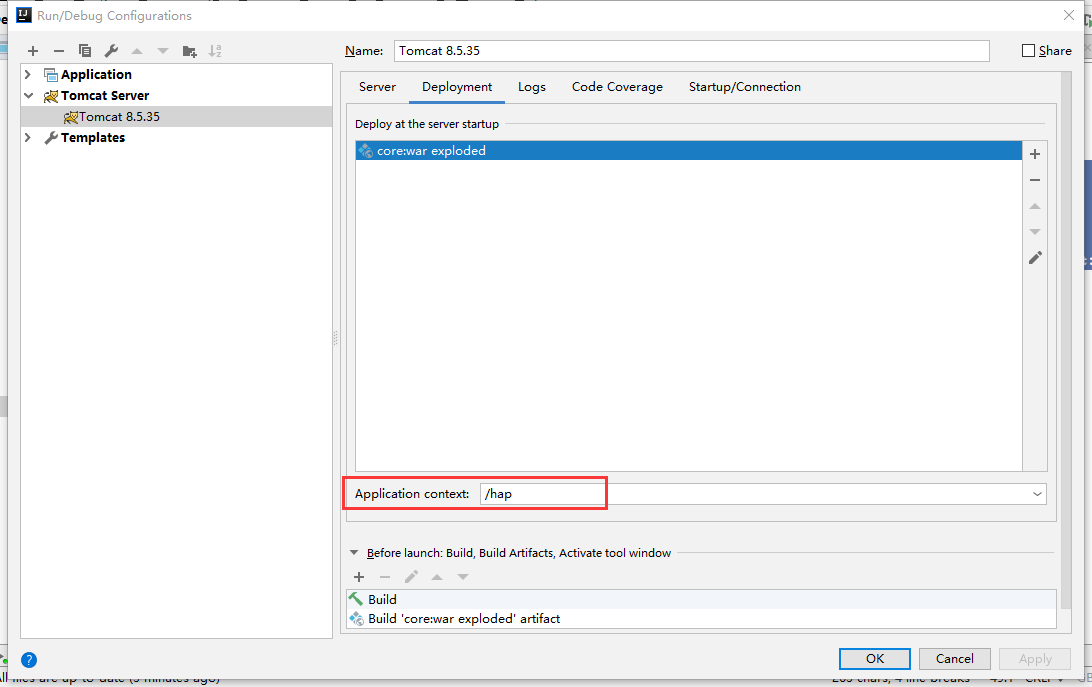 Run/Debug Configurations
Name: Tomcat 8.5.35
Share
Application
Tomcat Server
Tomcat 8.5.35
Templates
Server Deployment Logs Code Coverage Startup/Connection
Deploy at the server startup
core:war exploded
Application context: /hap
Before launch: Build, Build Artifacts, Activate tool window
Build
Build 'core:war exploded' artifact
?
OK Cancel Apply